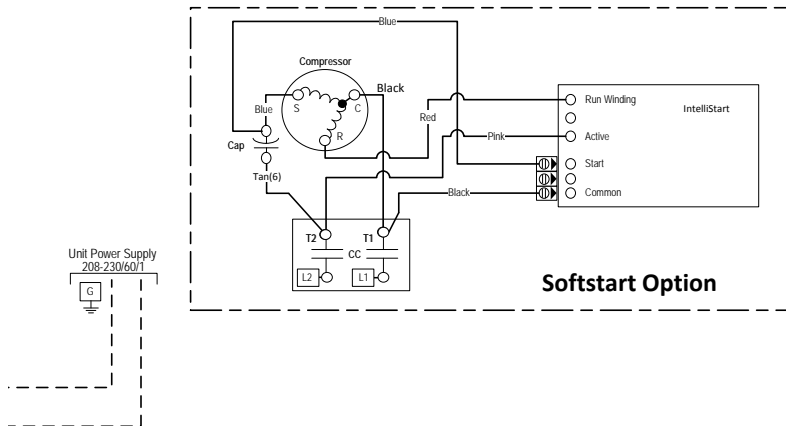 Blue
Compressor
Black
Blue
S
C
R
Red
Run Winding
IntelliStart
Pink
Active
Cap
Tan(6)
Start
Black
Common
T2
T1
CC
L2
L1
Unit Power Supply
208-230/60/1
G
Softstart Option